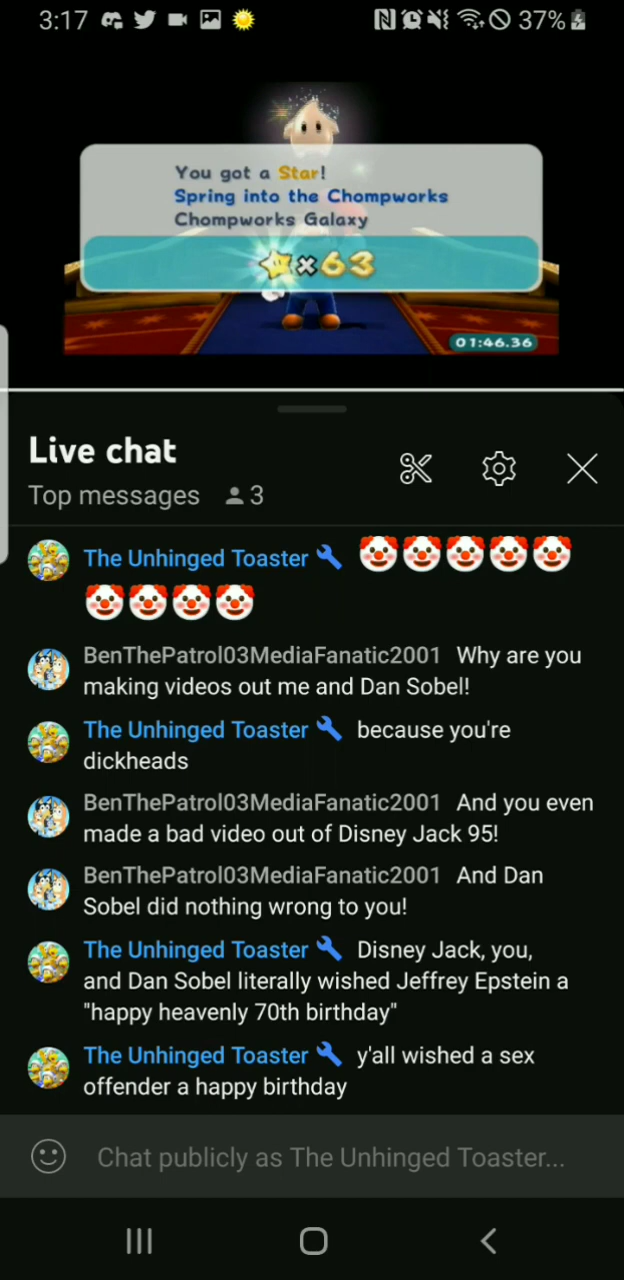 3:17
37%
You got a Star!
Spring into the Chompworks
Chompworks Galaxy
×63
01:46.36
Live chat
Top messages 3
The Unhinged Toaster
BenThePatrol03MediaFanatic2001 Why are you
making videos out me and Dan Sobel!
The Unhinged Toaster because you're
dickheads
BenThePatrol03MediaFanatic2001 And you even
made a bad video out of Disney Jack 95!
BenThePatrol03MediaFanatic2001 And Dan
Sobel did nothing wrong to you!
The Unhinged Toaster Disney Jack, you,
and Dan Sobel literally wished Jeffrey Epstein a
"happy heavenly 70th birthday"
The Unhinged Toaster y'all wished a sex
offender a happy birthday
Chat publicly as The Unhinged Toaster...